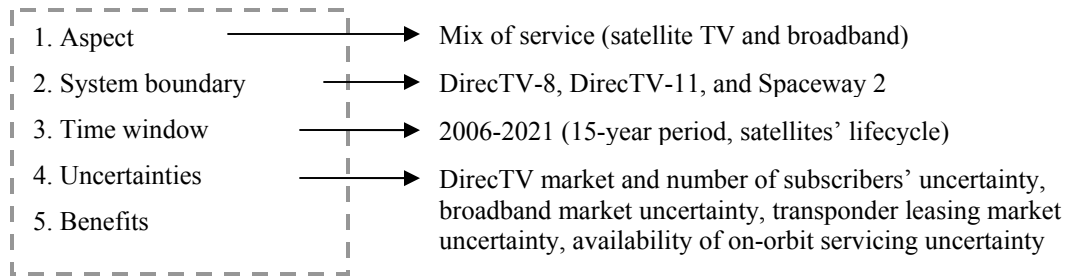 1. Aspect
Mix of service (satellite TV and broadband)
2. System boundary
DirecTV-8, DirecTV-11, and Spaceway 2
3. Time window
2006-2021 (15-year period, satellites' lifecycle)
4. Uncertainties
DirecTV market and number of subscribers' uncertainty,
broadband market uncertainty, transponder leasing market
uncertainty, availability of on-orbit servicing uncertainty
5. Benefits